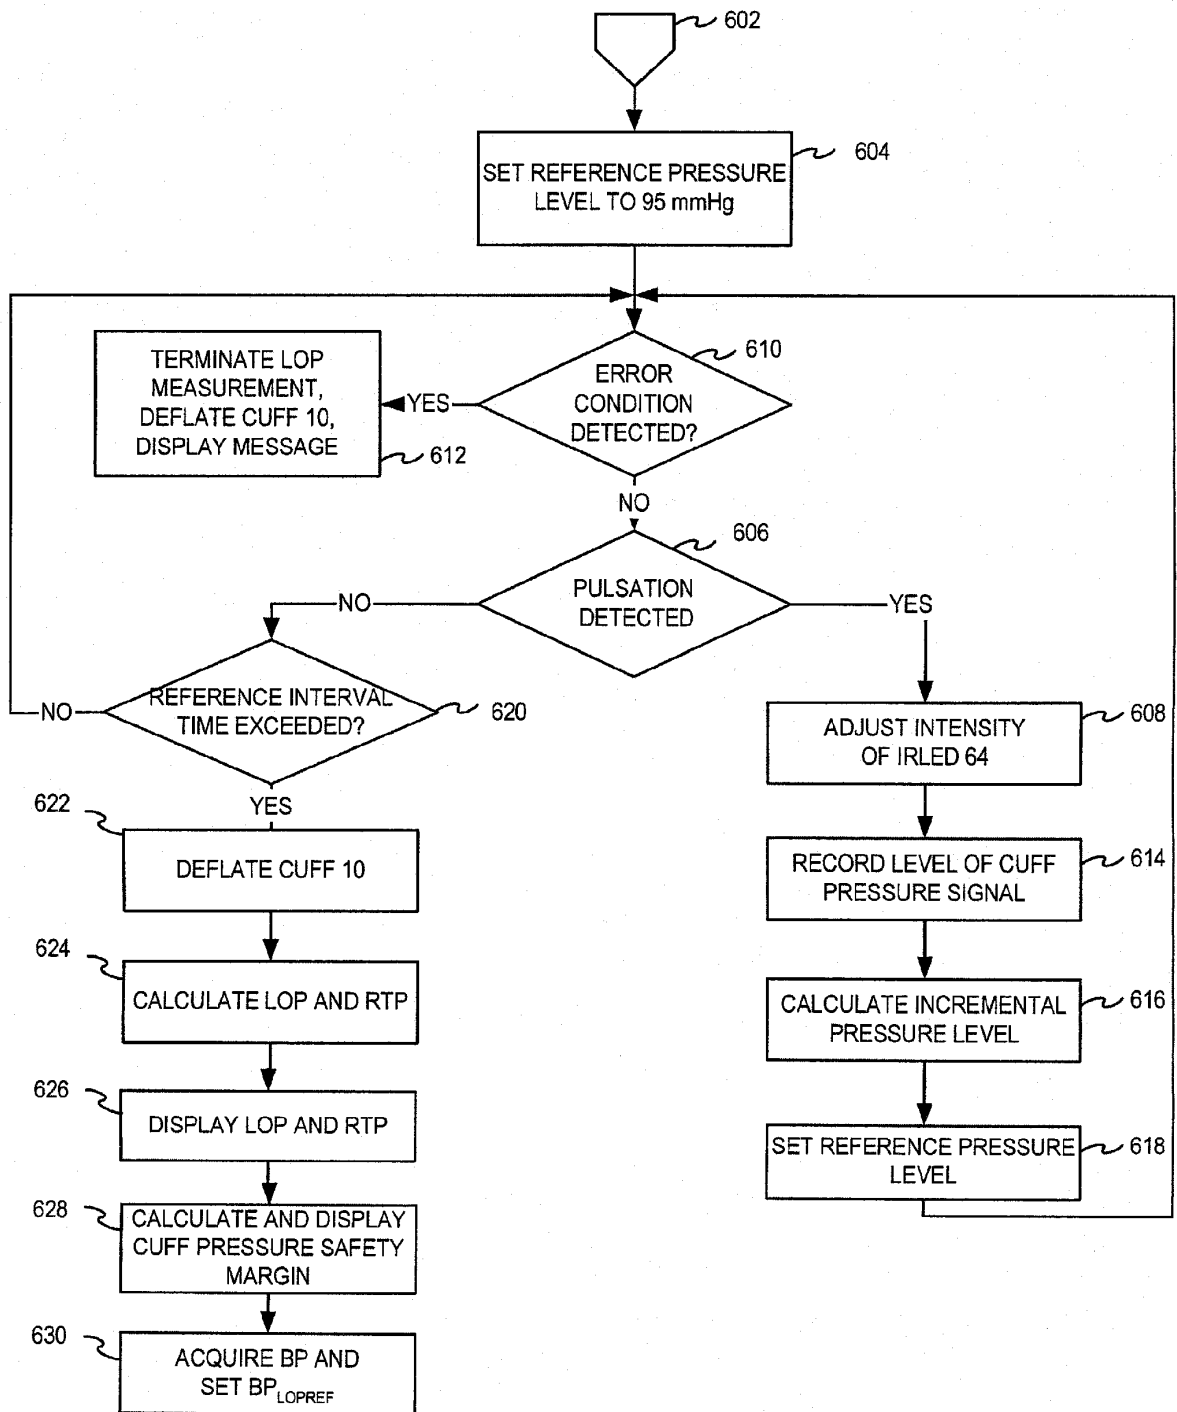 602
SET REFERENCE PRESSURE
LEVEL TO 95 mmHg
604
ERROR
CONDITION
DETECTED?
610
YES
TERMINATE LOP
MEASUREMENT,
DEFLATE CUFF 10,
DISPLAY MESSAGE
612
NO
PULSATION
DETECTED
606
NO
YES
REFERENCE INTERVAL
TIME EXCEEDED?
620
NO
YES
622
DEFLATE CUFF 10
624
CALCULATE LOP AND RTP
626
DISPLAY LOP AND RTP
628
CALCULATE AND DISPLAY
CUFF PRESSURE SAFETY
MARGIN
630
ACQUIRE BP AND
SET BP_LOPREF
ADJUST INTENSITY
OF IRLED 64
608
RECORD LEVEL OF CUFF
PRESSURE SIGNAL
614
CALCULATE INCREMENTAL
PRESSURE LEVEL
616
SET REFERENCE PRESSURE
LEVEL
618